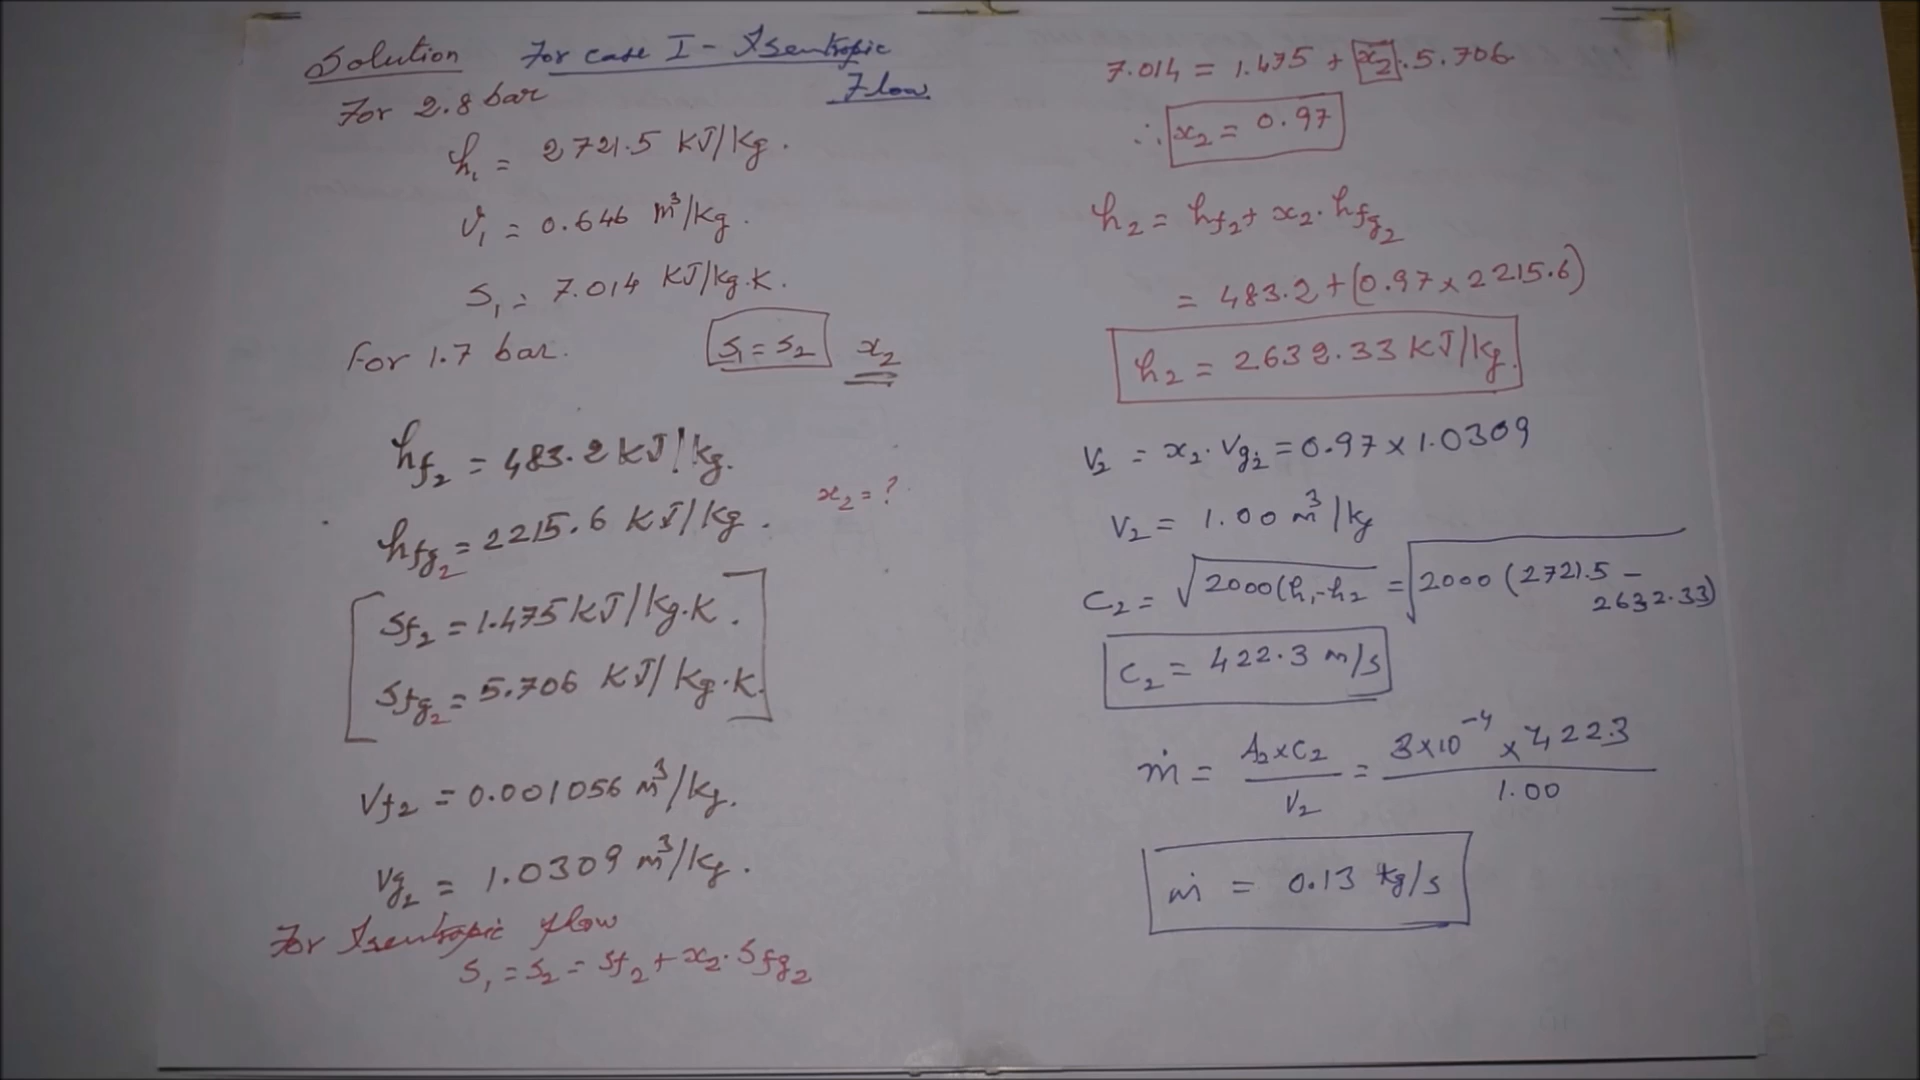 Solution For case I - Isentropic Flow
For 2.8 bar
h₁ = 2721.5 kJ/kg.
v₁ = 0.646 m³/kg.
s₁ = 7.014 kJ/kg.K.
For 1.7 bar. s₁ = s₂ x₂
hf₂ = 483.2 kJ/kg.
x₂ = ?
hfg₂ = 2215.6 kJ/kg.
sf₂ = 1.475 kJ/kg.K.
sfg₂ = 5.706 kJ/kg.K.
Vf₂ = 0.001056 m³/kg.
vg₂ = 1.0309 m³/kg.
For Isentropic flow
s₁ = s₂ = sf₂ + x₂.sfg₂
7.014 = 1.475 + x₂.5.706
∴ x₂ = 0.97
h₂ = hf₂ + x₂.hfg₂
= 483.2 + (0.97 × 2215.6)
h₂ = 2632.33 kJ/kg.
V₂ = x₂.Vg₂ = 0.97 × 1.0309
V₂ = 1.00 m³/kg
C₂ = √2000(h₁-h₂ = √2000 (2721.5 - 2632.33)
C₂ = 422.3 m/s
ṁ = A₂×C₂/V₂ = 3×10⁻⁴ × 422.3/1.00
ṁ = 0.13 kg/s